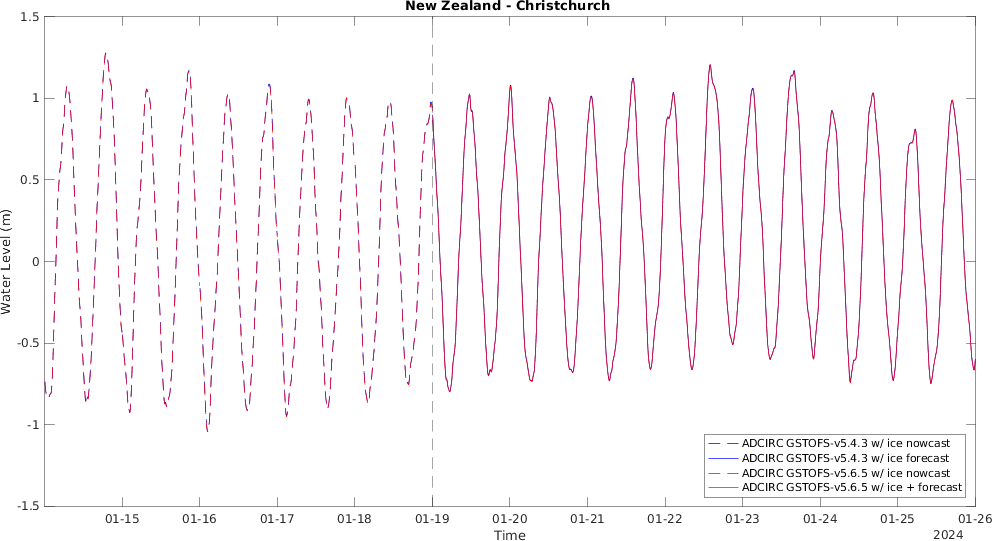 New Zealand - Christchurch
1.5
1
0.5
0
-0.5
-1
-1.5
Water Level (m)
ADCIRC GSTOFS-v5.4.3 w/ ice nowcast
ADCIRC GSTOFS-v5.4.3 w/ ice forecast
ADCIRC GSTOFS-v5.6.5 w/ ice nowcast
ADCIRC GSTOFS-v5.6.5 w/ ice + forecast
01-15 01-16 01-17 01-18 01-19 01-20 01-21 01-22 01-23 01-24 01-25 01-26
Time
2024